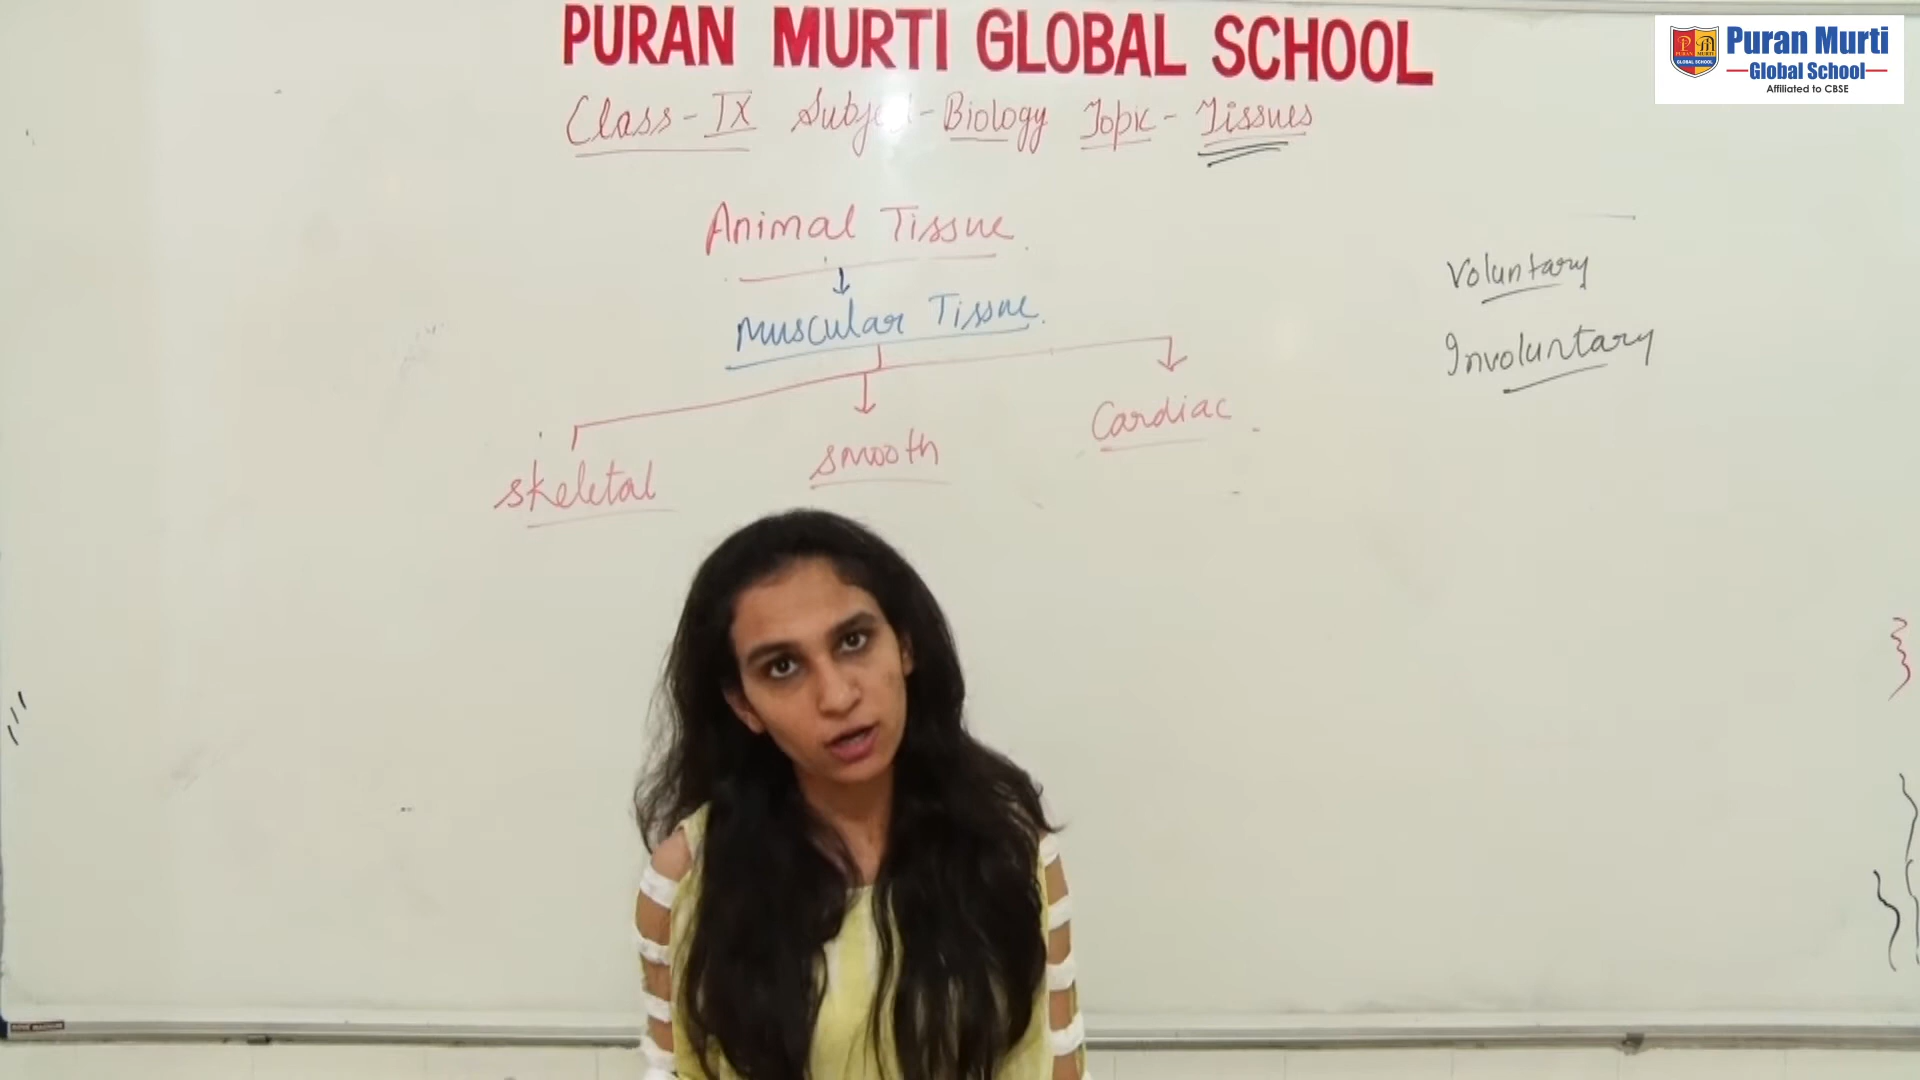 PURAN MURTI GLOBAL SCHOOL
Puran Murti
Global School
Affiliated to CBSE
Class - IX Subject - Biology Topic - Tissues
Animal Tissue
Muscular Tissue
Skeletal
Smooth
Cardiac
Voluntary
Involuntary